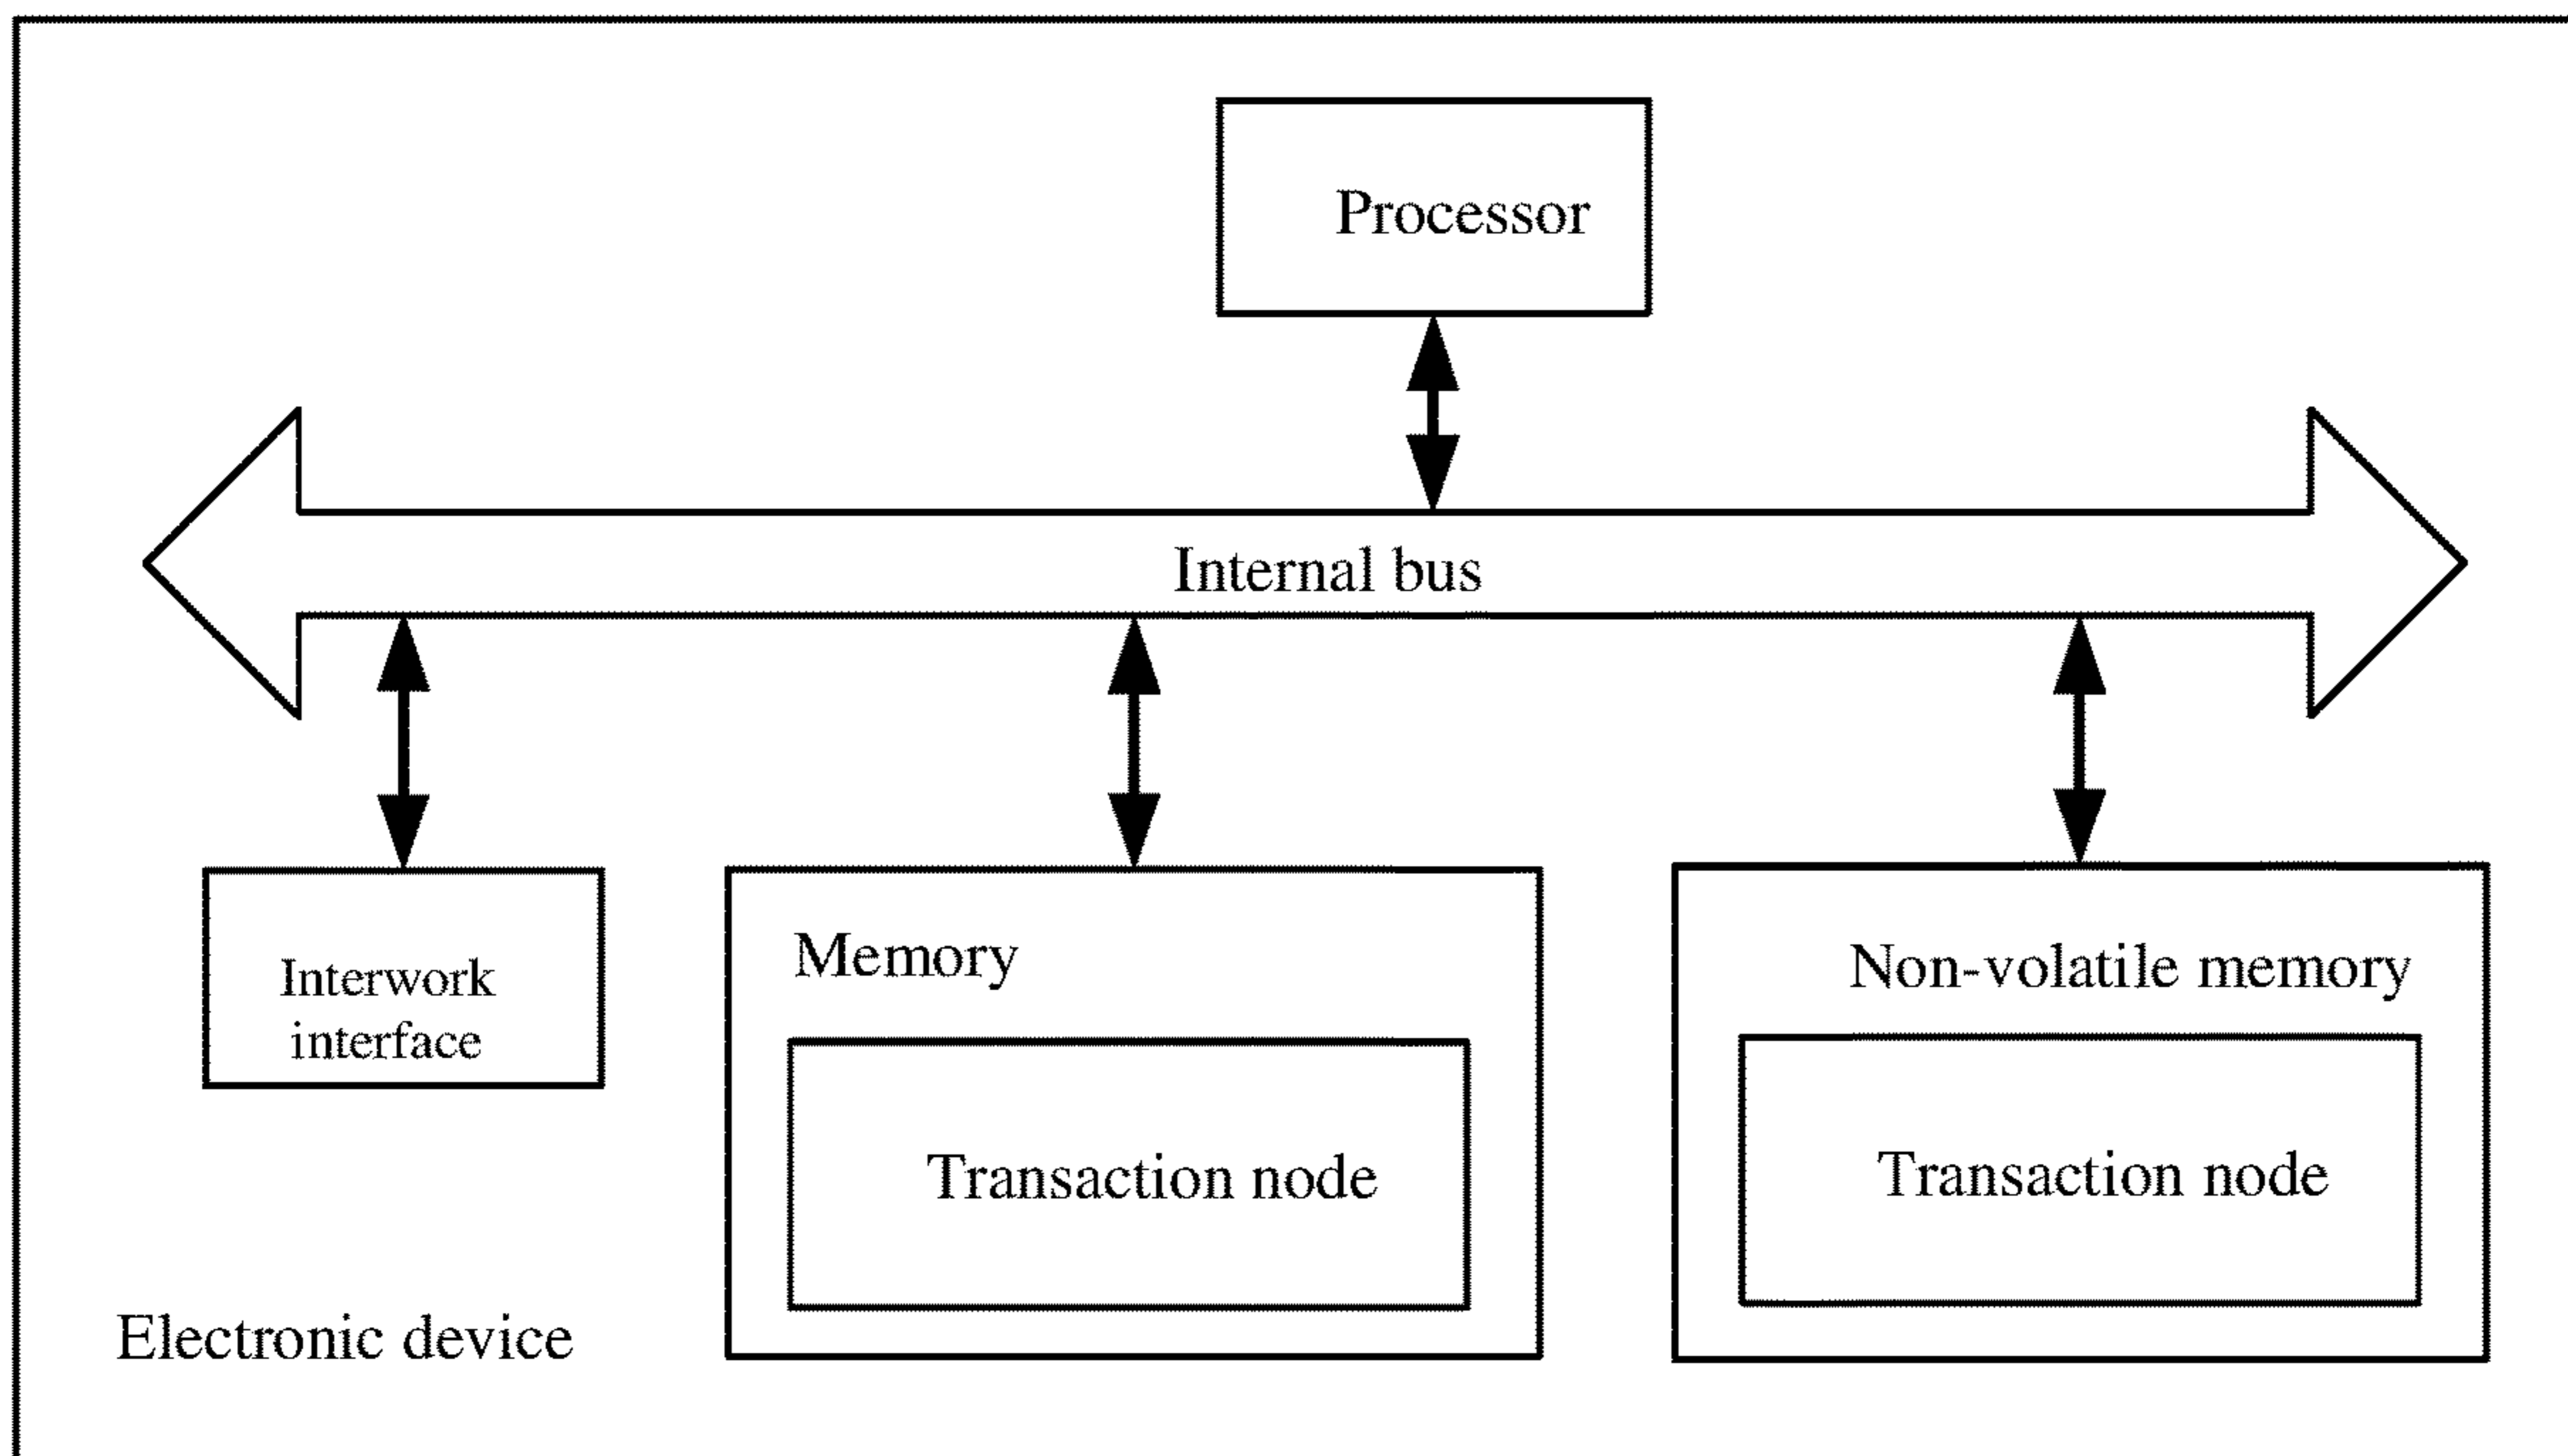 Processor
Internal bus
Interwork
interface
Memory
Transaction node
Non-volatile memory
Transaction node
Electronic device